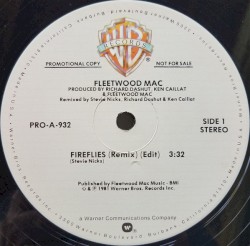 WB
RECORDS
PROMOTIONAL COPY
NOT FOR SALE
FLEETWOOD MAC
PRODUCED BY RICHARD DASHUT, KEN CAILLAT
& FLEETWOOD MAC
Remixed by Stevie Nicks, Richard Dashut & Ken Caillat
PRO-A-932
SIDE 1
STEREO
FIREFLIES (Remix) (Edit) 3:32
(Stevie Nicks)
Published by Fleetwood Mac Music - BMI
© & ℗ 1981 Warner Bros. Records Inc.
a Warner Communications Company